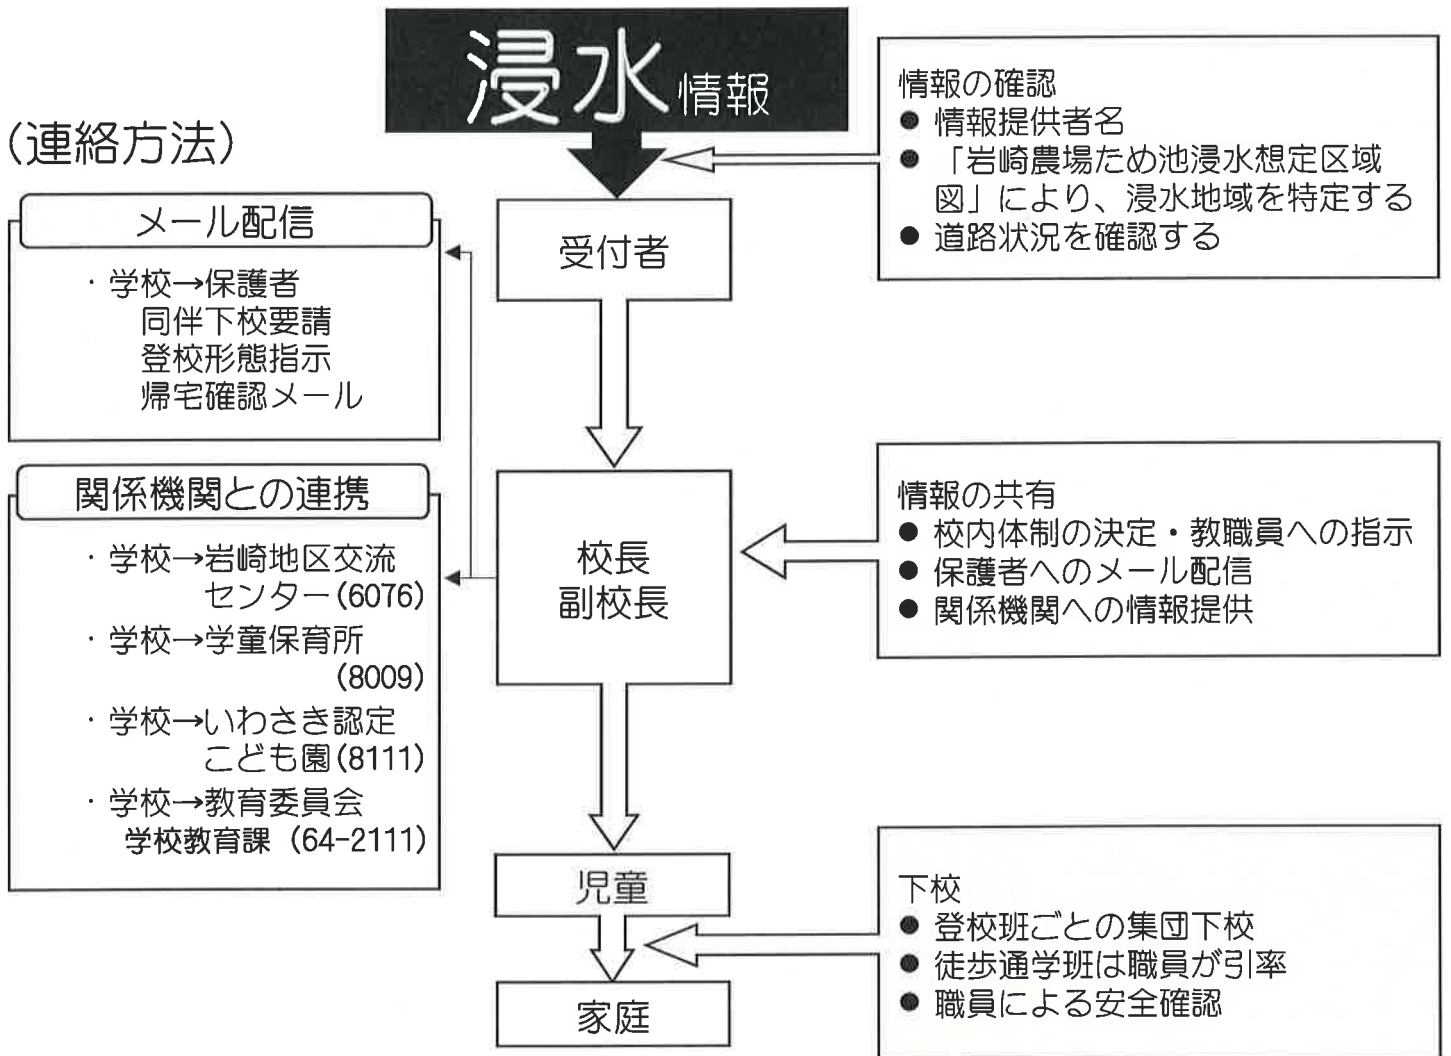 浸水情報
(連絡方法)
メール配信
・学校→保護者
同伴下校要請
登校形態指示
帰宅確認メール
関係機関との連携
・学校→岩崎地区交流
センター(6076)
・学校→学童保育所
(8009)
・学校→いわさき認定
こども園(8111)
・学校→教育委員会
学校教育課 (64-2111)
受付者
校長
副校長
児童
家庭
情報の確認
● 情報提供者名
● 「岩崎農場ため池浸水想定区域
図」により、浸水地域を特定する
● 道路状況を確認する
情報の共有
● 校内体制の決定・教職員への指示
● 保護者へのメール配信
● 関係機関への情報提供
下校
● 登校班ごとの集団下校
● 徒歩通学班は職員が引率
● 職員による安全確認